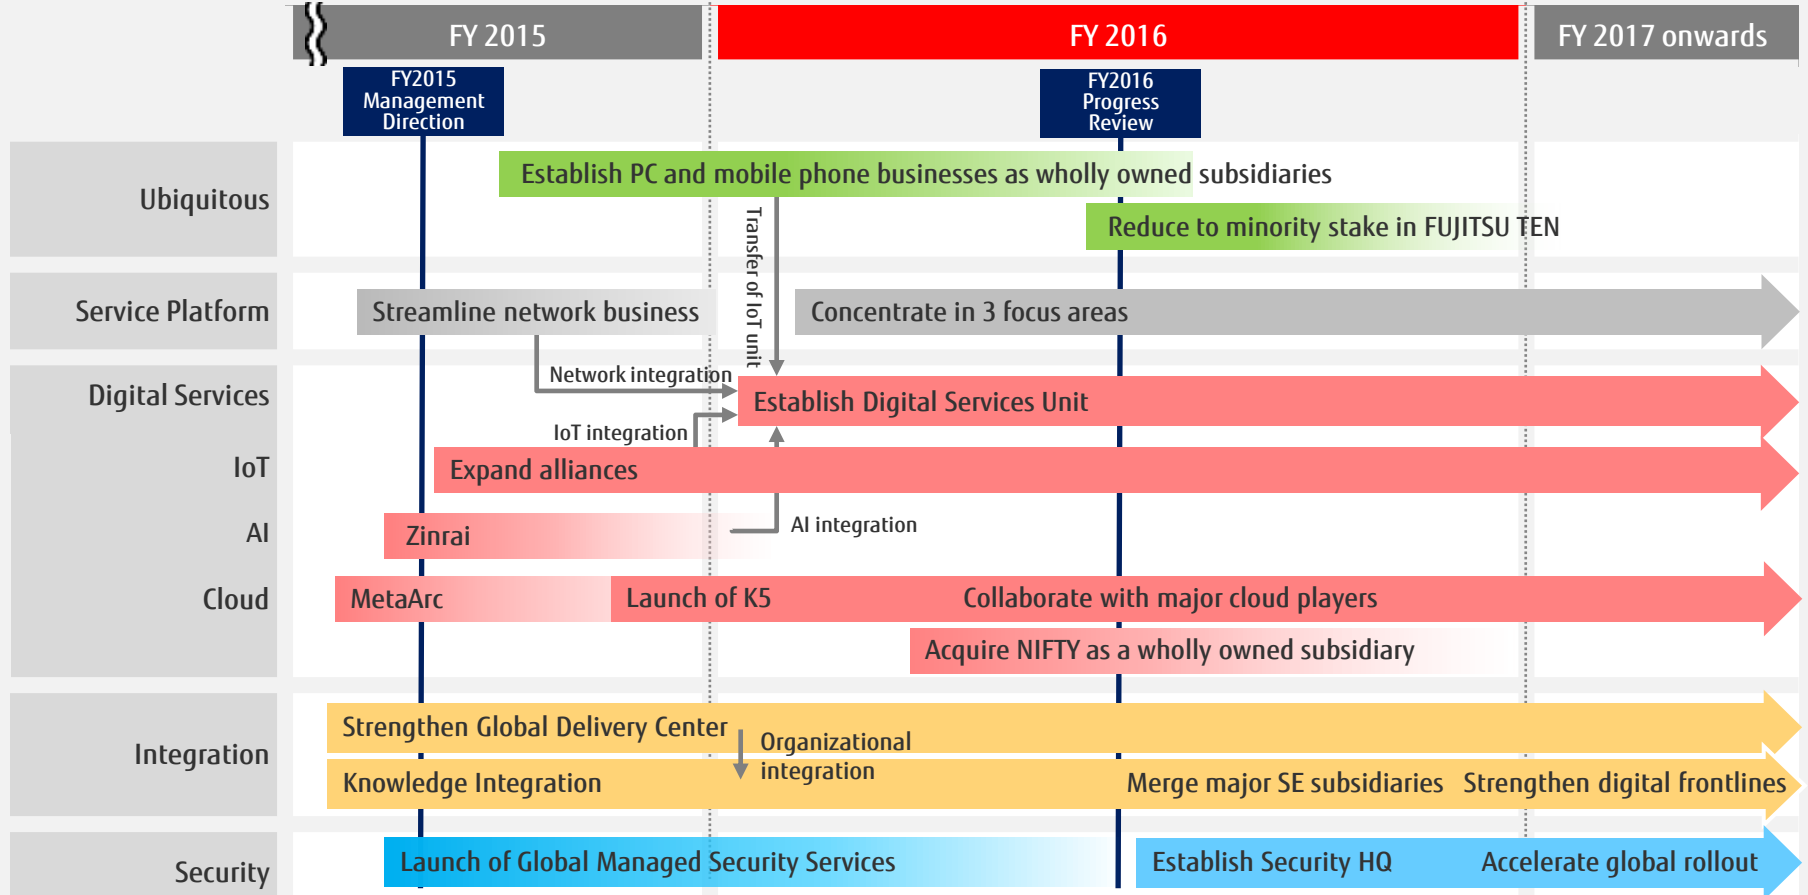 FY 2015
FY 2016
FY 2017 onwards
FY2015
Management
Direction
FY2016
Progress
Review
Ubiquitous
Establish PC and mobile phone businesses as wholly owned subsidiaries
Reduce to minority stake in FUJITSU TEN
Transfer of IoT unit
Service Platform
Streamline network business
Concentrate in 3 focus areas
Network integration
Digital Services
Establish Digital Services Unit
IoT integration
IoT
Expand alliances
AI
Zinrai
AI integration
Cloud
MetaArc
Launch of K5
Collaborate with major cloud players
Acquire NIFTY as a wholly owned subsidiary
Integration
Strengthen Global Delivery Center
Organizational
integration
Knowledge Integration
Merge major SE subsidiaries
Strengthen digital frontlines
Security
Launch of Global Managed Security Services
Establish Security HQ
Accelerate global rollout